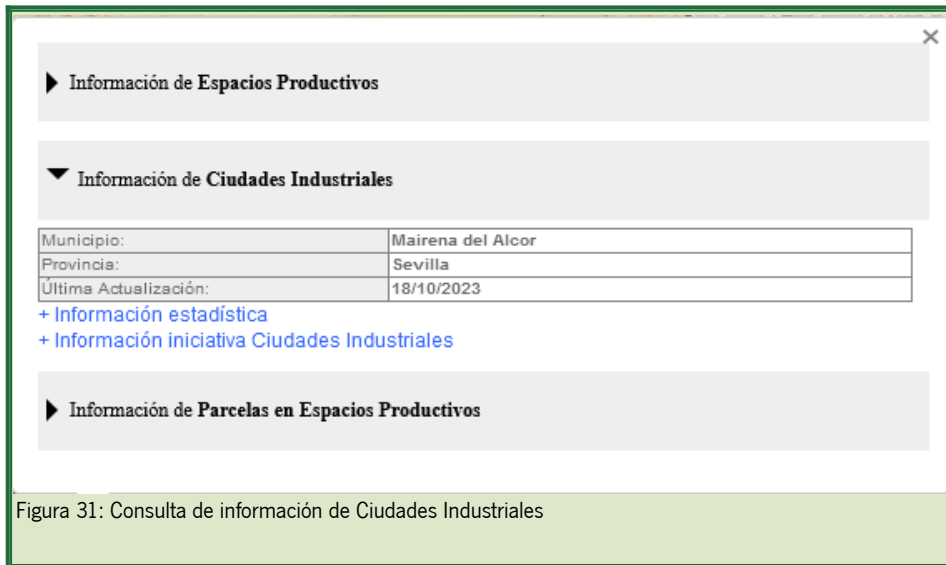 Información de Espacios Productivos
Información de Ciudades Industriales
Municipio: Mairena del Alcor
Provincia: Sevilla
Última Actualización: 18/10/2023
+ Información estadística
+ Información iniciativa Ciudades Industriales
Información de Parcelas en Espacios Productivos
Figura 31: Consulta de información de Ciudades Industriales